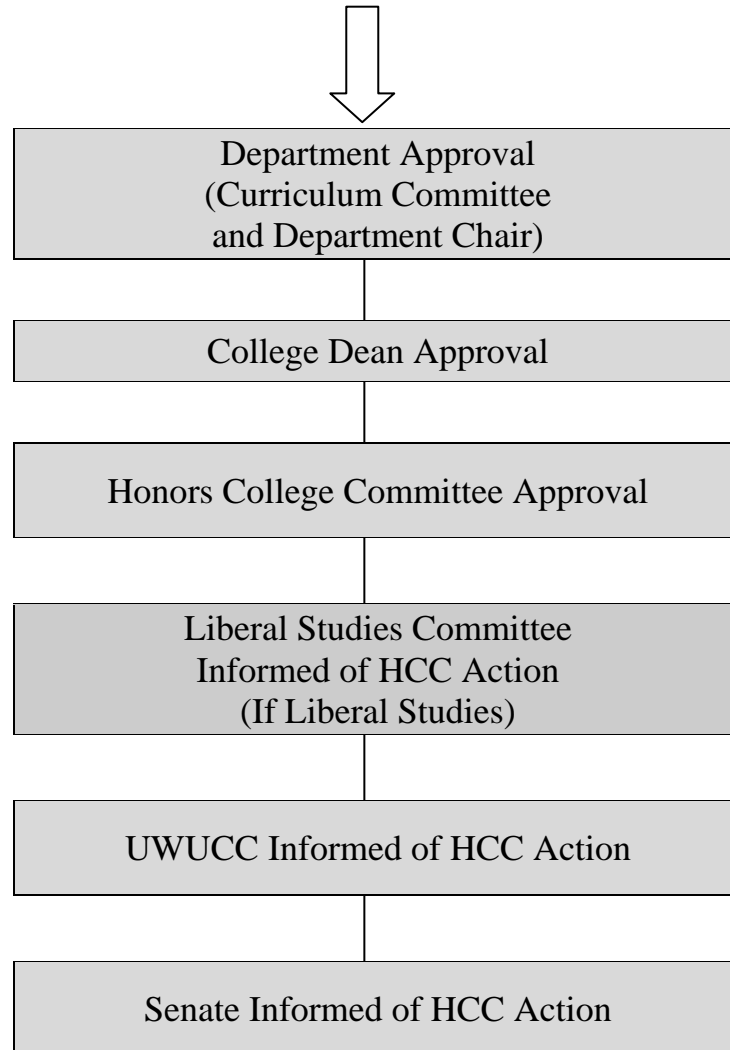 Department Approval
(Curriculum Committee
and Department Chair)
College Dean Approval
Honors College Committee Approval
Liberal Studies Committee
Informed of HCC Action
(If Liberal Studies)
UWUCC Informed of HCC Action
Senate Informed of HCC Action